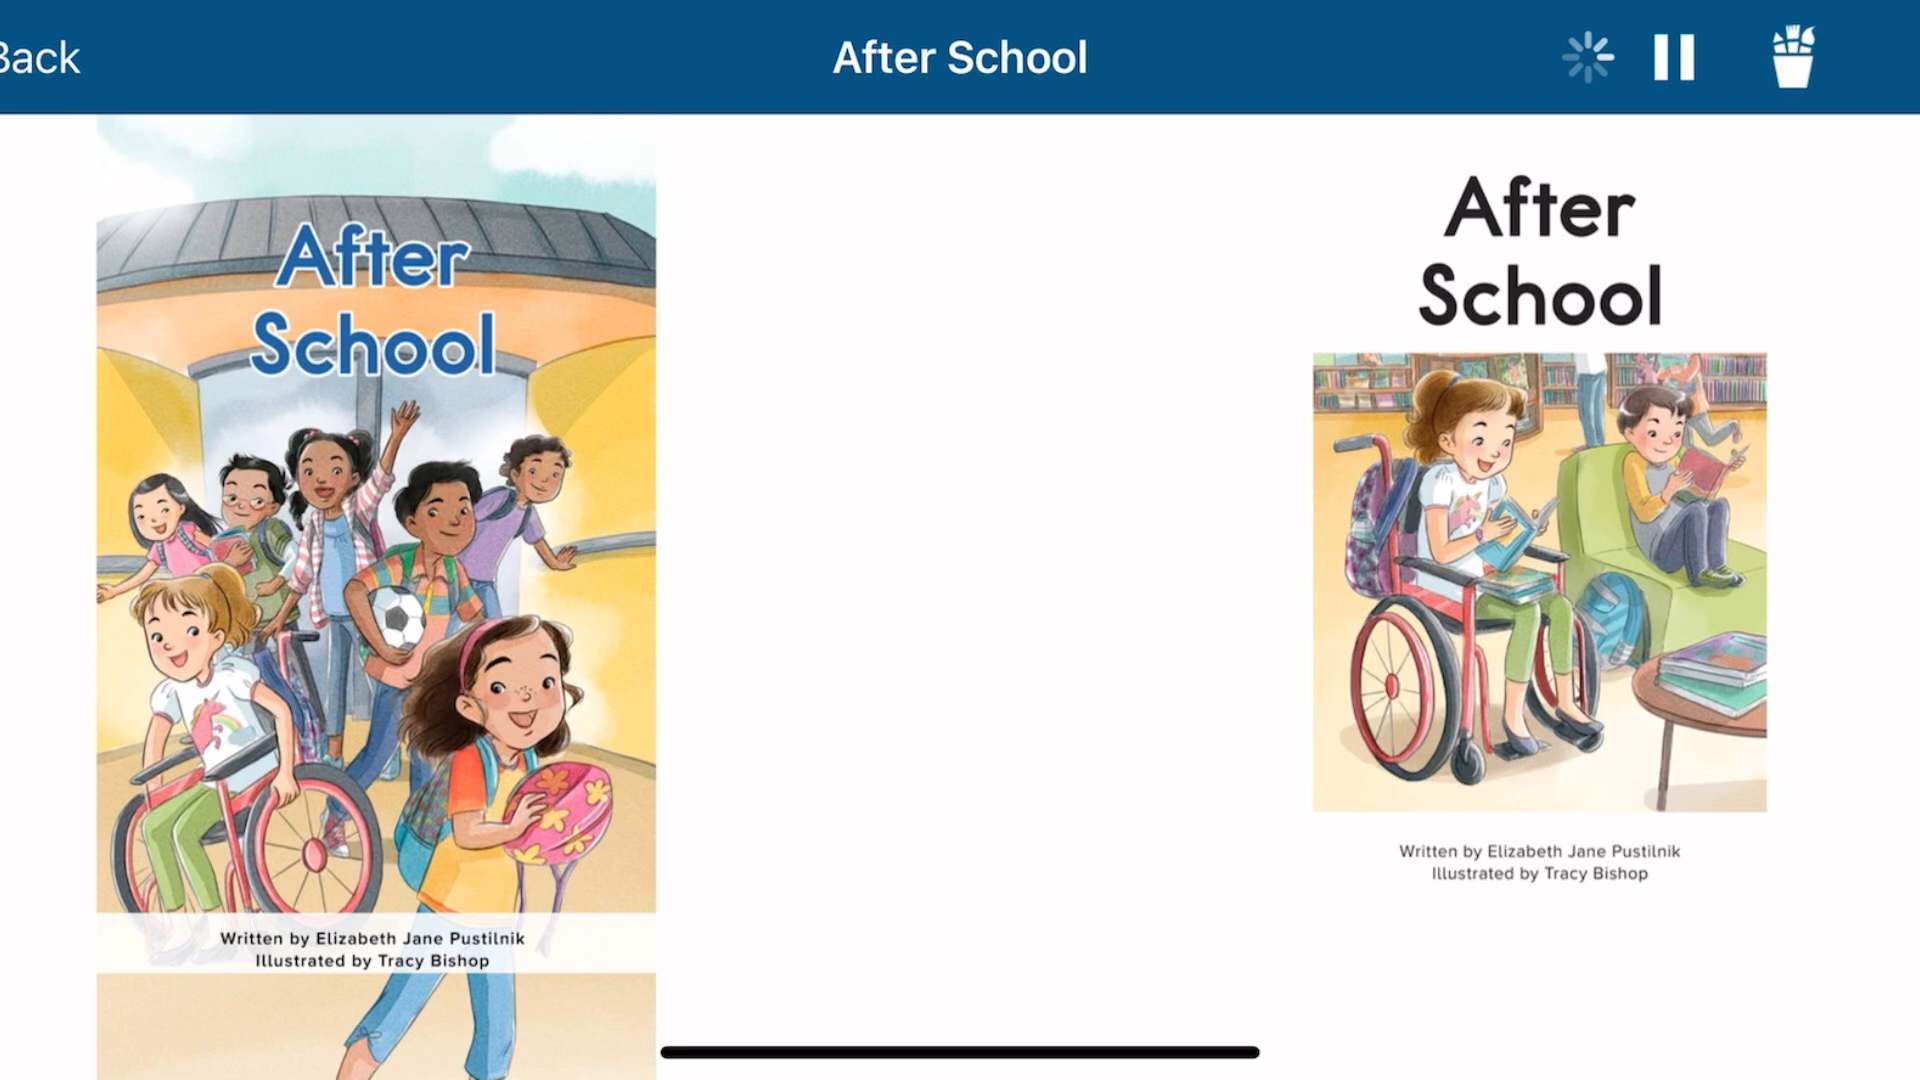 Back
After School
After
School
Written by Elizabeth Jane Pustilnik
Illustrated by Tracy Bishop
After
School
Written by Elizabeth Jane Pustilnik
Illustrated by Tracy Bishop